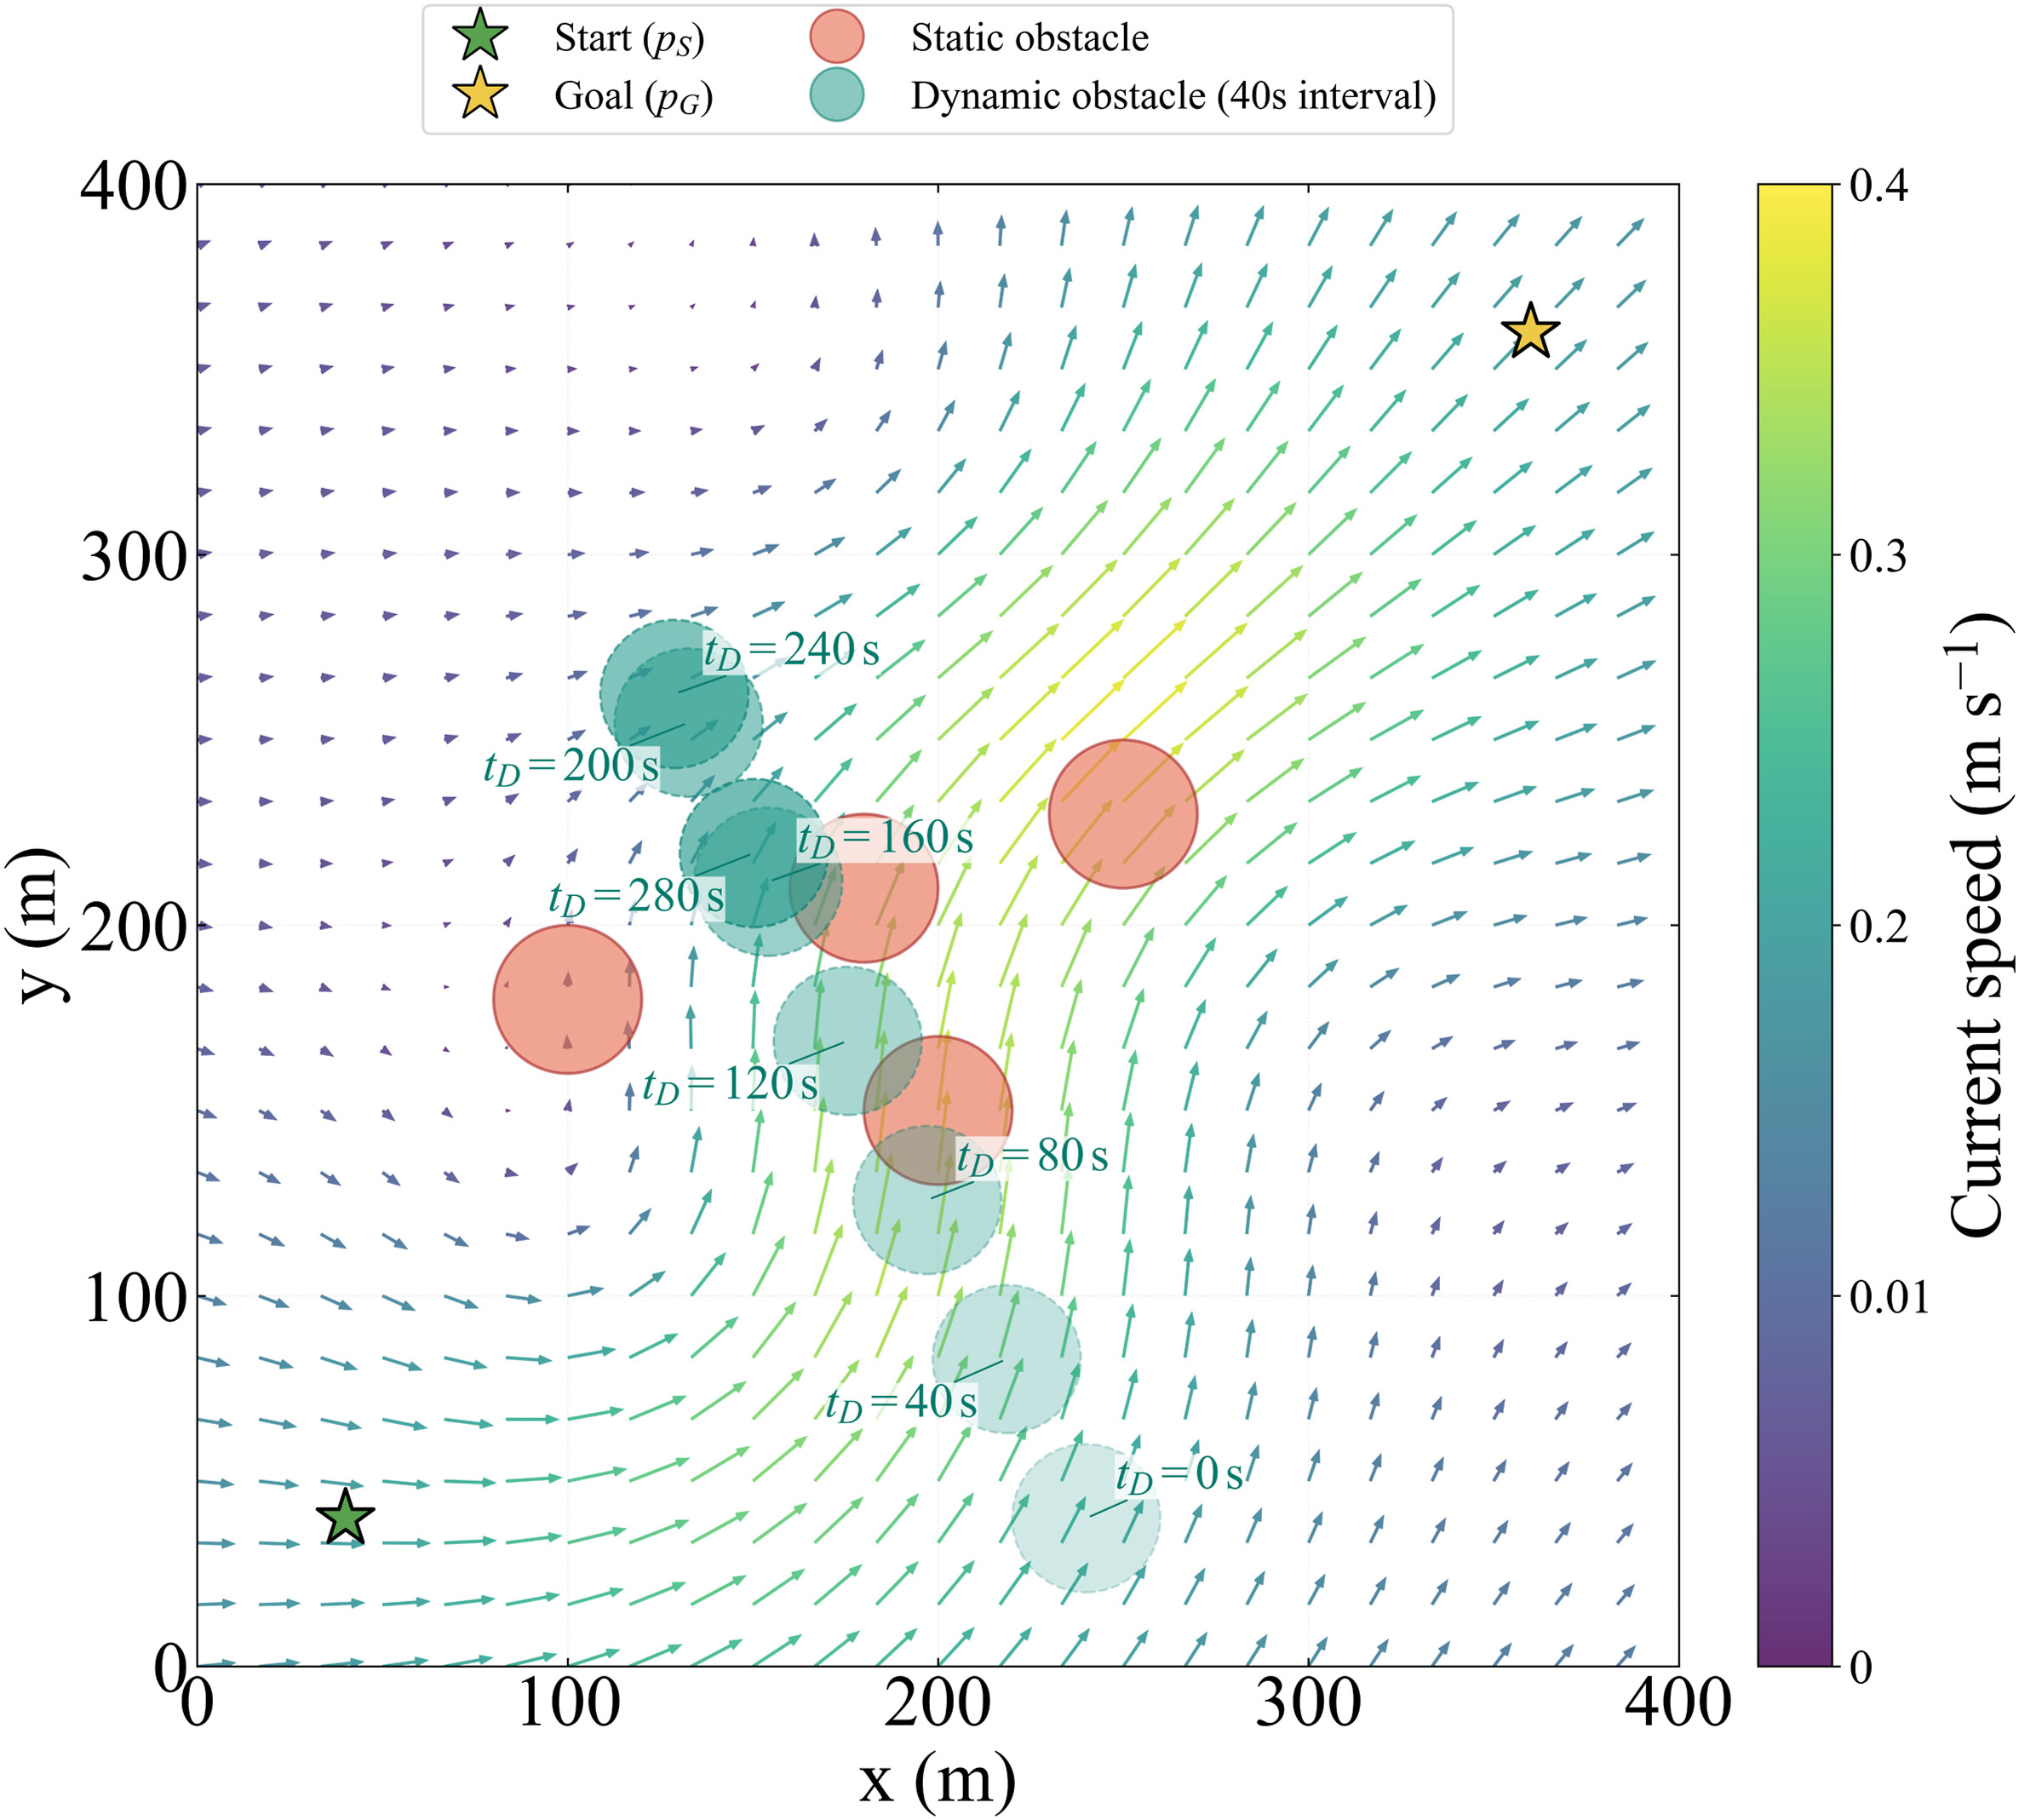 Start (pS)
Static obstacle
Goal (pG)
Dynamic obstacle (40s interval)
400
300
200
100
0
y (m)
0
100
200
300
400
x (m)
tD = 240 s
tD = 200 s
tD = 160 s
tD = 280 s
tD = 120 s
tD = 80 s
tD = 40 s
tD = 0 s
0.4
0.3
0.2
0.01
0
Current speed (m s⁻¹)